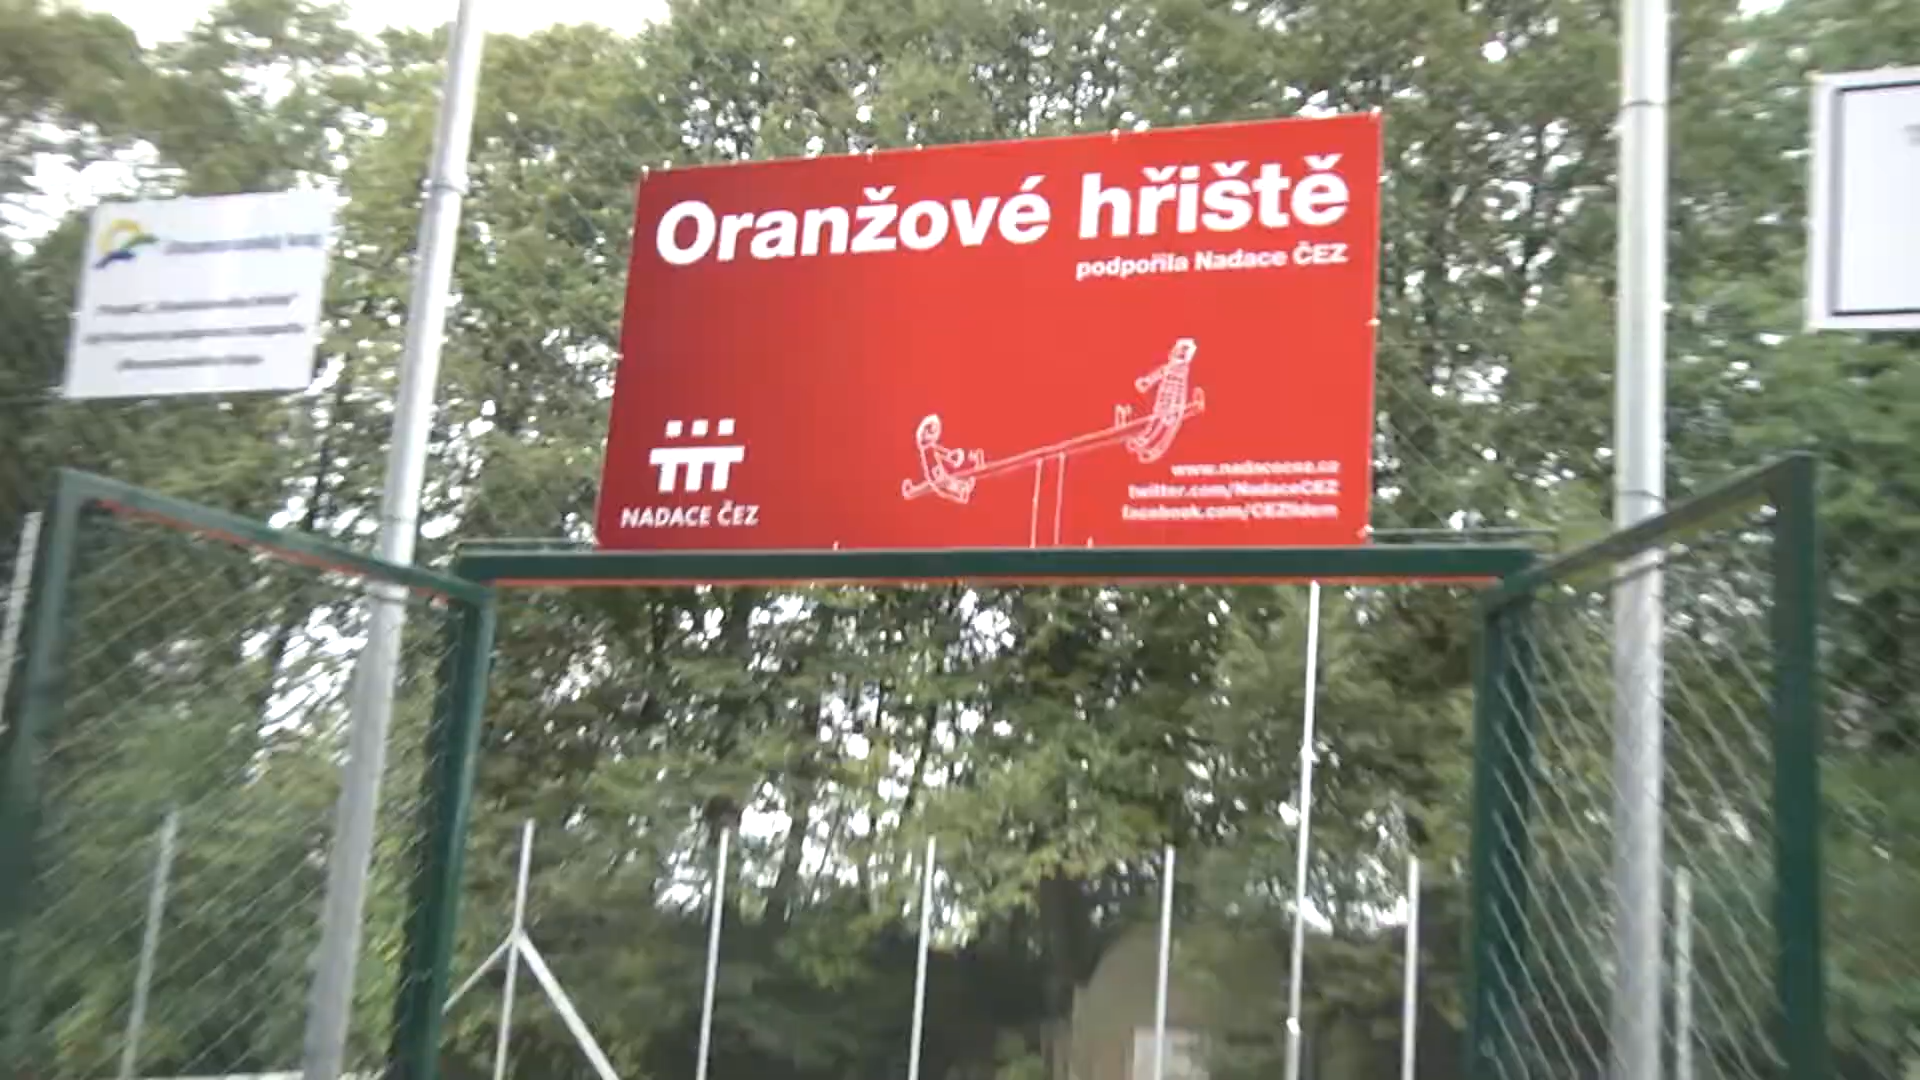 Oranžové hřiště
podpořila Nadace ČEZ
NADACE ČEZ
www.nadacecez.cz
twitter.com/NadaceCEZ
facebook.com/CEZlidem